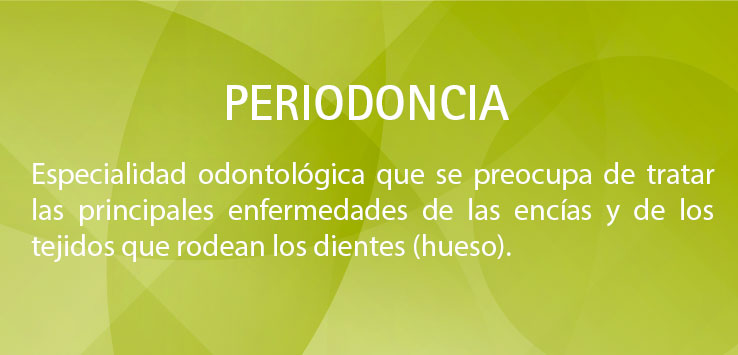 PERIODONCIA
Especialidad odontológica que se preocupa de tratar
las principales enfermedades de las encías y de los
tejidos que rodean los dientes (hueso).